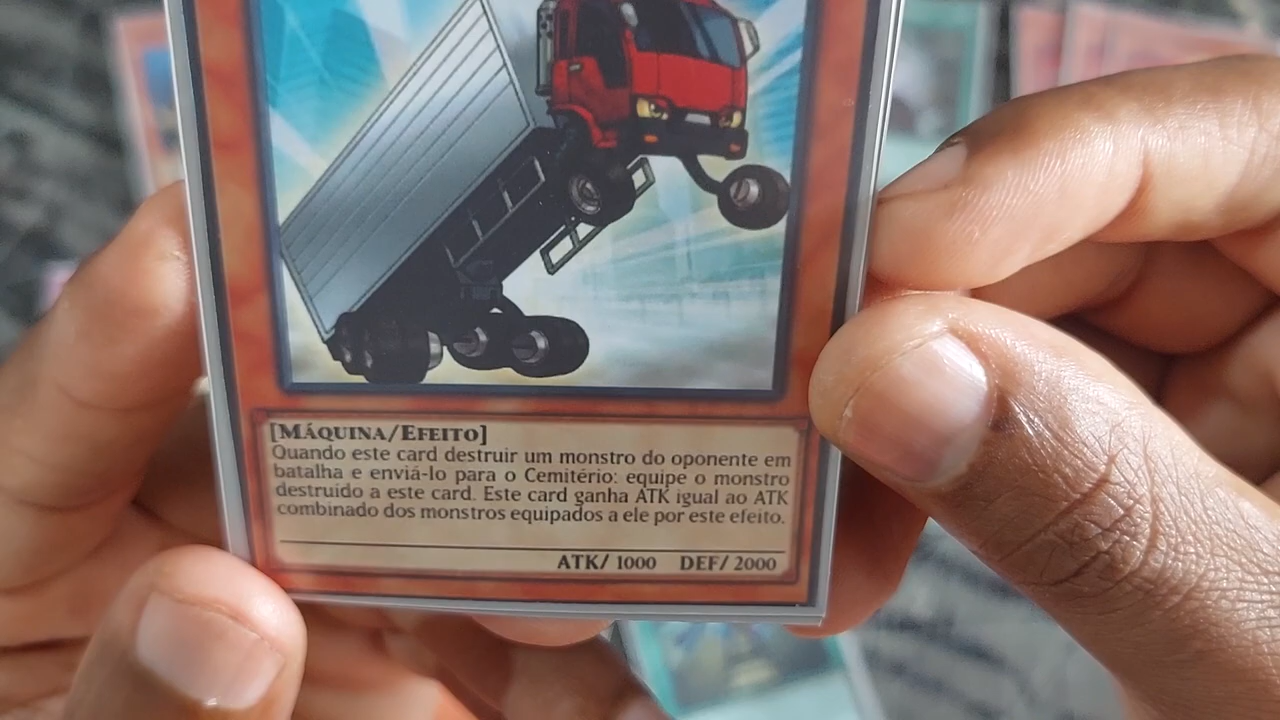 [MÁQUINA/EFEITO]
Quando este card destruir um monstro do oponente em
batalha e enviá-lo para o Cemitério: equipe o monstro
destruído a este card. Este card ganha ATK igual ao ATK
combinado dos monstros equipados a ele por este efeito.
ATK/ 1000 DEF/ 2000